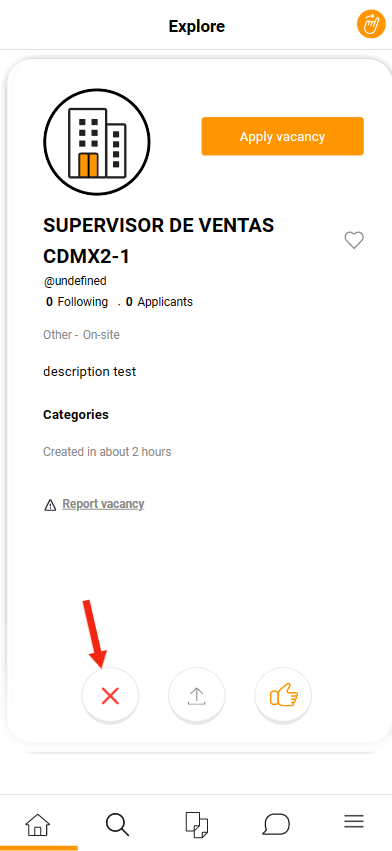 Explore
Apply vacancy
SUPERVISOR DE VENTAS
CDMX2-1
@undefined
0 Following . 0 Applicants
Other - On-site
description test
Categories
Created in about 2 hours
Report vacancy